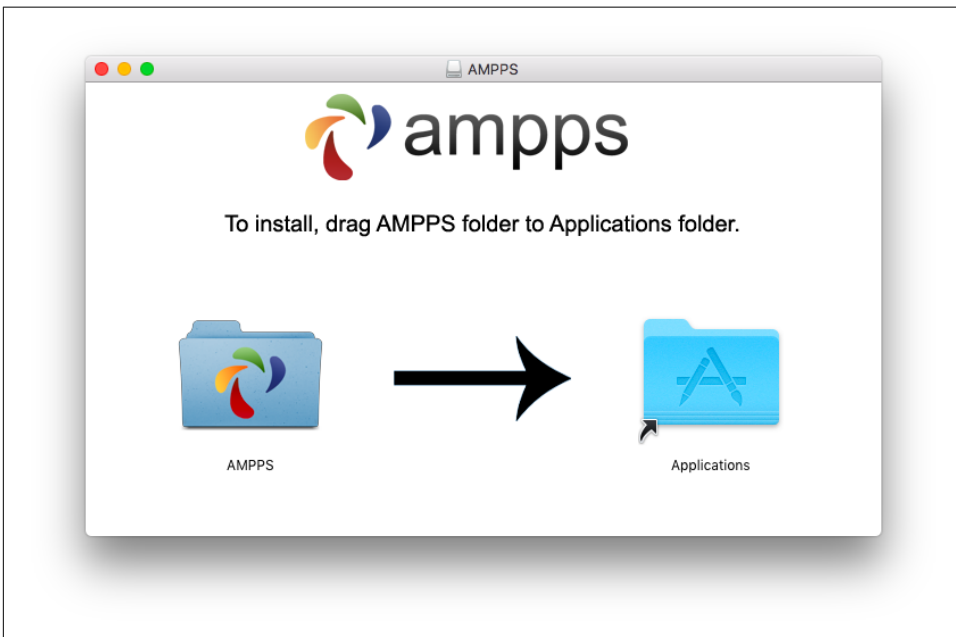 AMPPS
ampps
To install, drag AMPPS folder to Applications folder.
AMPPS
Applications